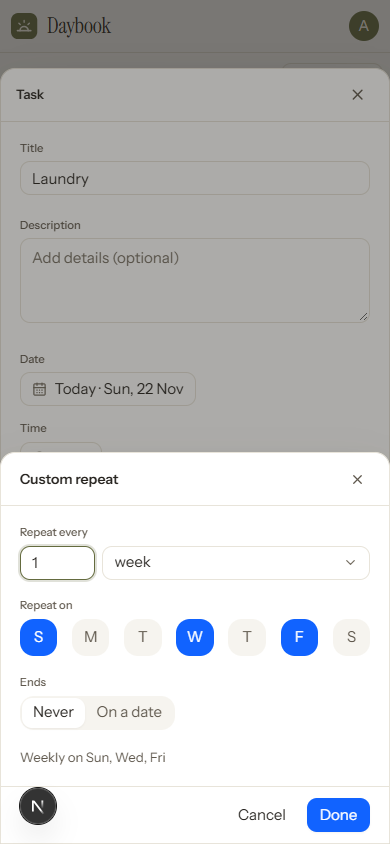 Daybook
A
Task
Title
Laundry
Description
Add details (optional)
Date
Today · Sun, 22 Nov
Time
Custom repeat
Repeat every
1 week
Repeat on
S M T W T F S
Ends
Never On a date
Weekly on Sun, Wed, Fri
N
Cancel Done